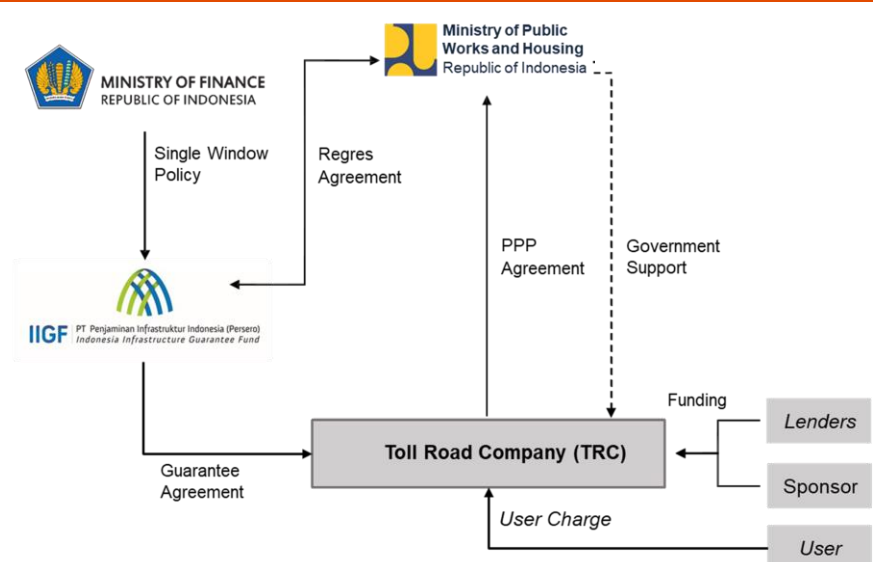 MINISTRY OF FINANCE
REPUBLIC OF INDONESIA
Ministry of Public
Works and Housing
Republic of Indonesia
Single Window
Policy
Regres
Agreement
PPP
Agreement
Government
Support
IIGF
PT Penjaminan Infrastruktur Indonesia (Persero)
Indonesia Infrastructure Guarantee Fund
Funding
Lenders
Toll Road Company (TRC)
Sponsor
Guarantee
Agreement
User Charge
User